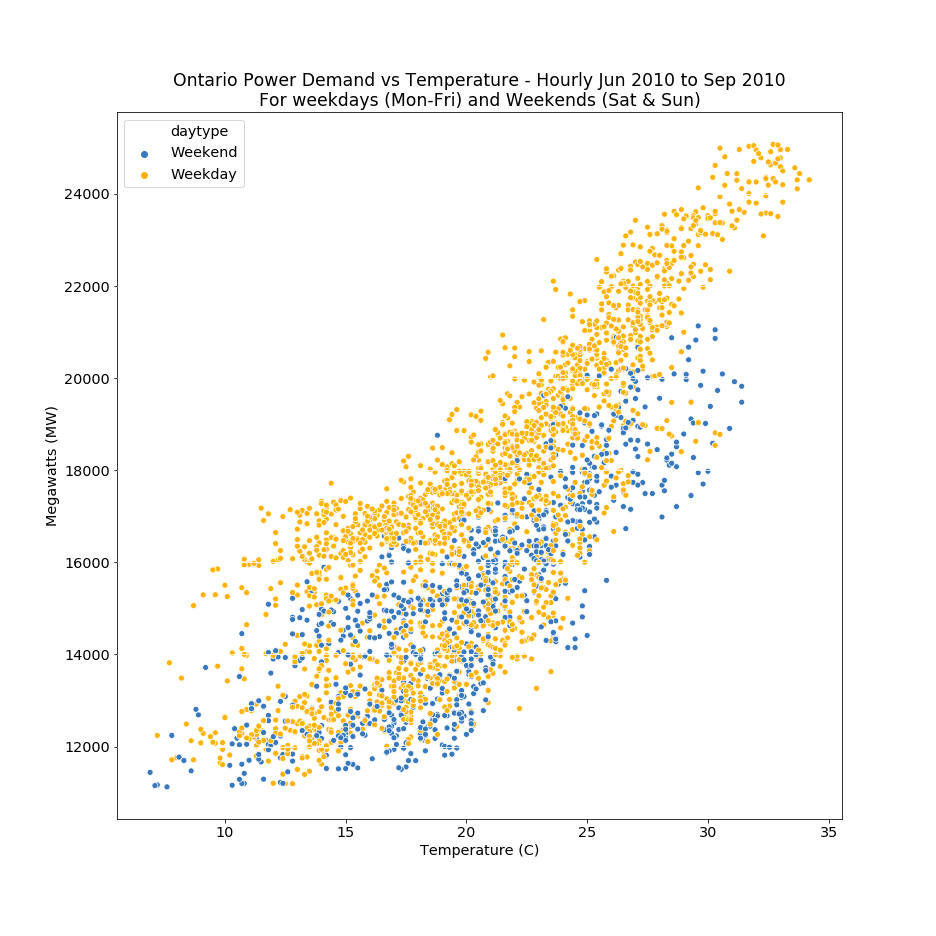 Ontario Power Demand vs Temperature - Hourly Jun 2010 to Sep 2010
For weekdays (Mon-Fri) and Weekends (Sat & Sun)
daytype
Weekend
Weekday
24000
22000
20000
18000
16000
14000
12000
Megawatts (MW)
10 15 20 25 30 35
Temperature (C)